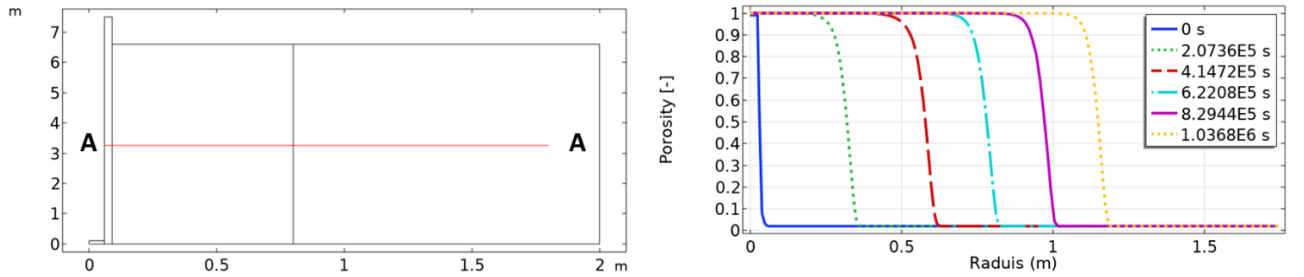 m
7
6
5
4
3
2
1
0
A A
0 0.5 1 1.5 2 m
Porosity [-]
1
0.9
0.8
0.7
0.6
0.5
0.4
0.3
0.2
0.1
0
0 s
2.0736E5 s
4.1472E5 s
6.2208E5 s
8.2944E5 s
1.0368E6 s
0 0.5 1 1.5
Raduis (m)